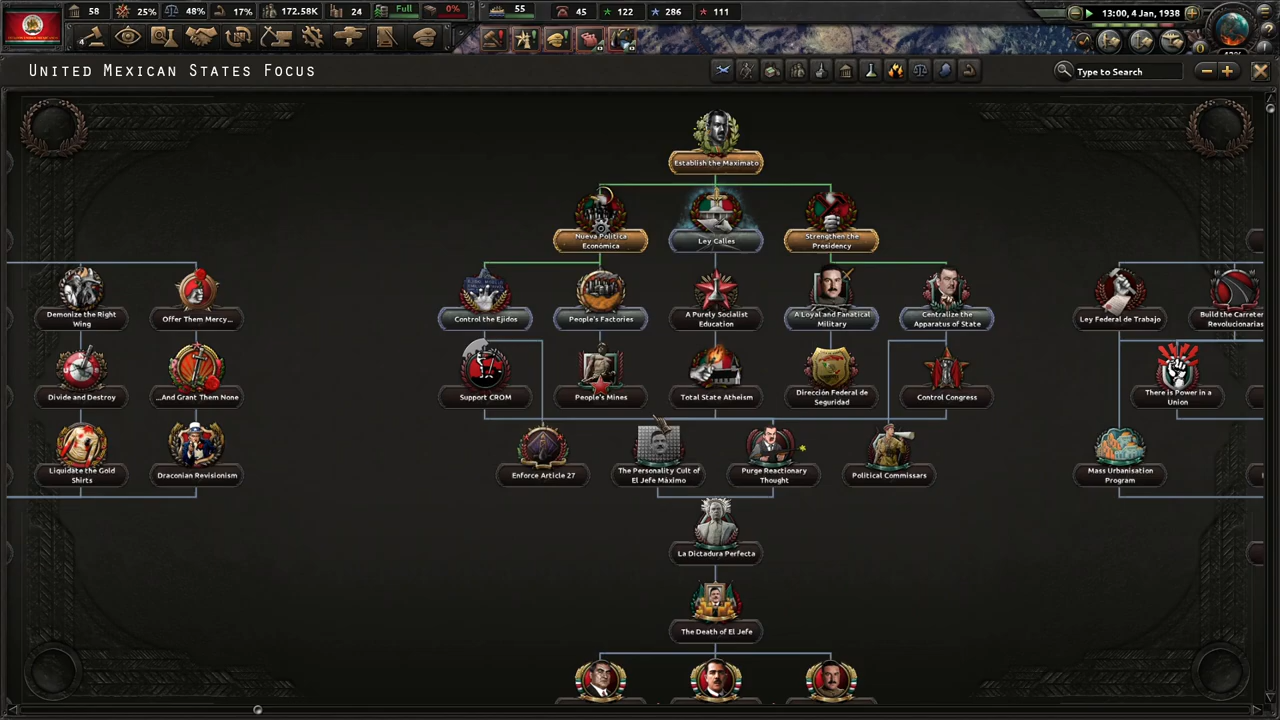 58 25% 48% 17% 172.58K 24 Full 0% 55 45 122 286 111 13:00, 4 Jan, 1938
4
United Mexican States Focus
Type to Search
Establish the Maximato
Nueva Política
Económica
Ley Calles
Strengthen the
Presidency
Demonize the Right
Wing
Offer Them Mercy...
Control the Ejidos
People's Factories
A Purely Socialist
Education
A Loyal and Fanatical
Military
Centralize the
Apparatus of State
Ley Federal de Trabajo
Build the Carreter
Revolucionarias
Divide and Destroy
...And Grant Them None
Support CROM
People's Mines
Total State Atheism
Dirección Federal de
Seguridad
Control Congress
There is Power in a
Union
Liquidate the Gold
Shirts
Draconian Revisionism
Enforce Article 27
The Personality Cult of
El Jefe Máximo
Purge Reactionary
Thought
Political Commissars
Mass Urbanisation
Program
La Dictadura Perfecta
The Death of El Jefe